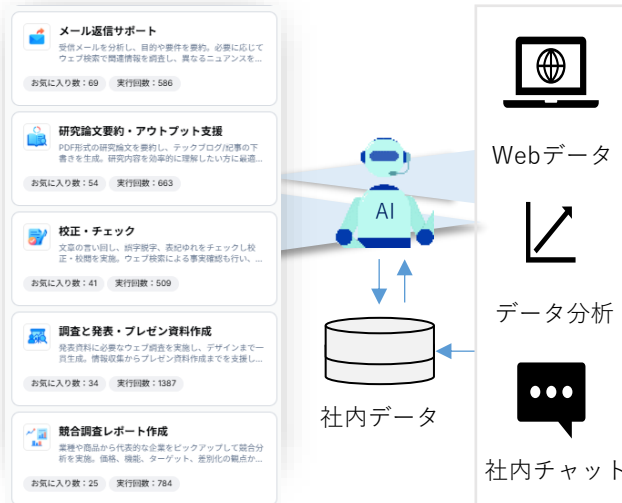 メール返信サポート
受信メールを分析し、目的や要件を要約。必要に応じて
ウェブ検索で関連情報を調査し、異なるニュアンスを…
お気に入り数：69 実行回数：586
研究論文要約・アウトプット支援
PDF形式の研究論文を要約し、テックブログ/記事の下
書きを生成。研究内容を効率的に理解したい方に最適…
お気に入り数：54 実行回数：663
校正・チェック
文章の言い回し、誤字脱字、表記ゆれをチェックし校
正・校閲を実施。ウェブ検索による事実確認も行い、…
お気に入り数：41 実行回数：509
調査と発表・プレゼン資料作成
発表資料に必要なウェブ調査を実施し、デザインまで一
貫生成。情報収集からプレゼン資料作成までを支援し…
お気に入り数：34 実行回数：1387
競合調査レポート作成
業種や商品から代表的な企業をピックアップして競合分
析を実施。価格、機能、ターゲット、差別化の観点か…
お気に入り数：25 実行回数：784
AI
社内データ
Webデータ
データ分析
社内チャット